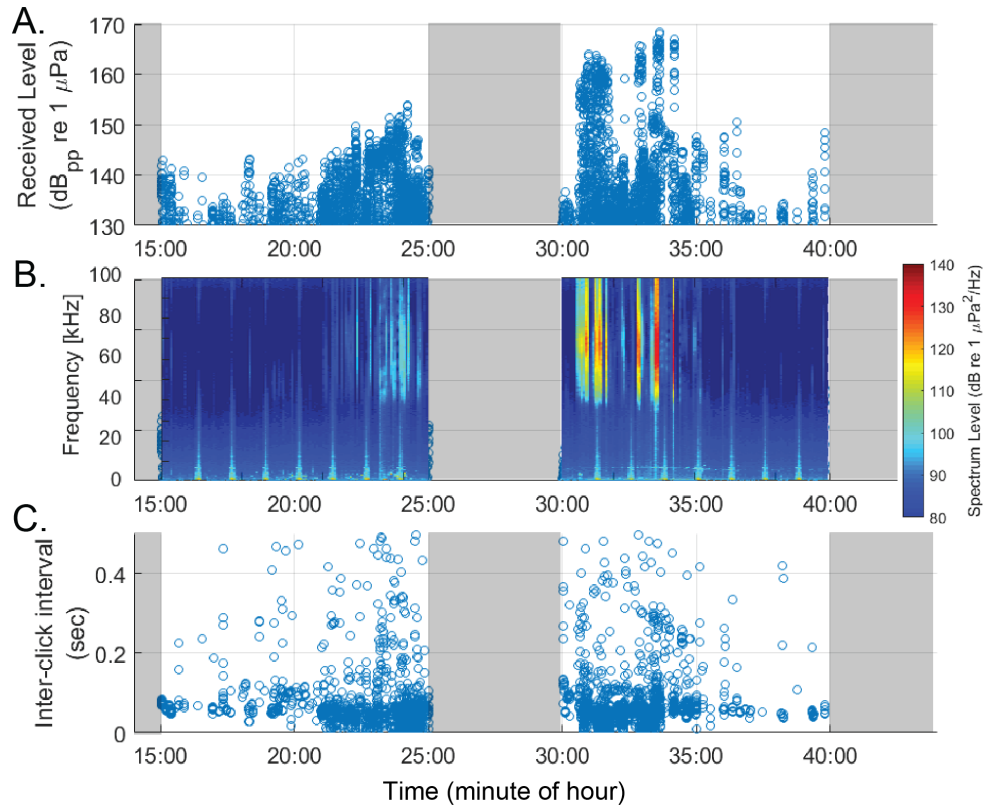 A.
Received Level
(dBpp re 1 μPa)
170
160
150
140
130
15:00 20:00 25:00 30:00 35:00 40:00
B.
Frequency [kHz]
100
80
60
40
20
0
15:00 20:00 25:00 30:00 35:00 40:00
140
130
120
110
100
90
80
Spectrum Level (dB re 1 μPa²/Hz)
C.
Inter-click interval
(sec)
0.4
0.2
0
15:00 20:00 25:00 30:00 35:00 40:00
Time (minute of hour)